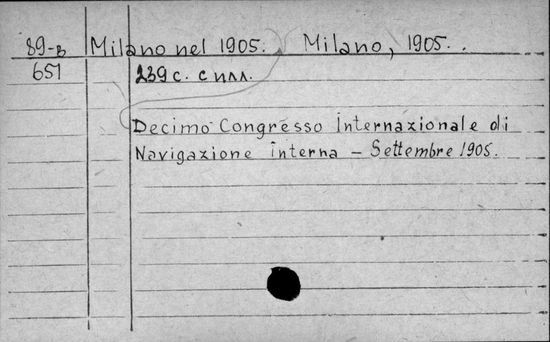 89-в Milano nel 1905. Milano, 1905.
651 239 с. с илл.
Decimo Congresso Internazionale di
Navigazione interna – Settembre 1905.